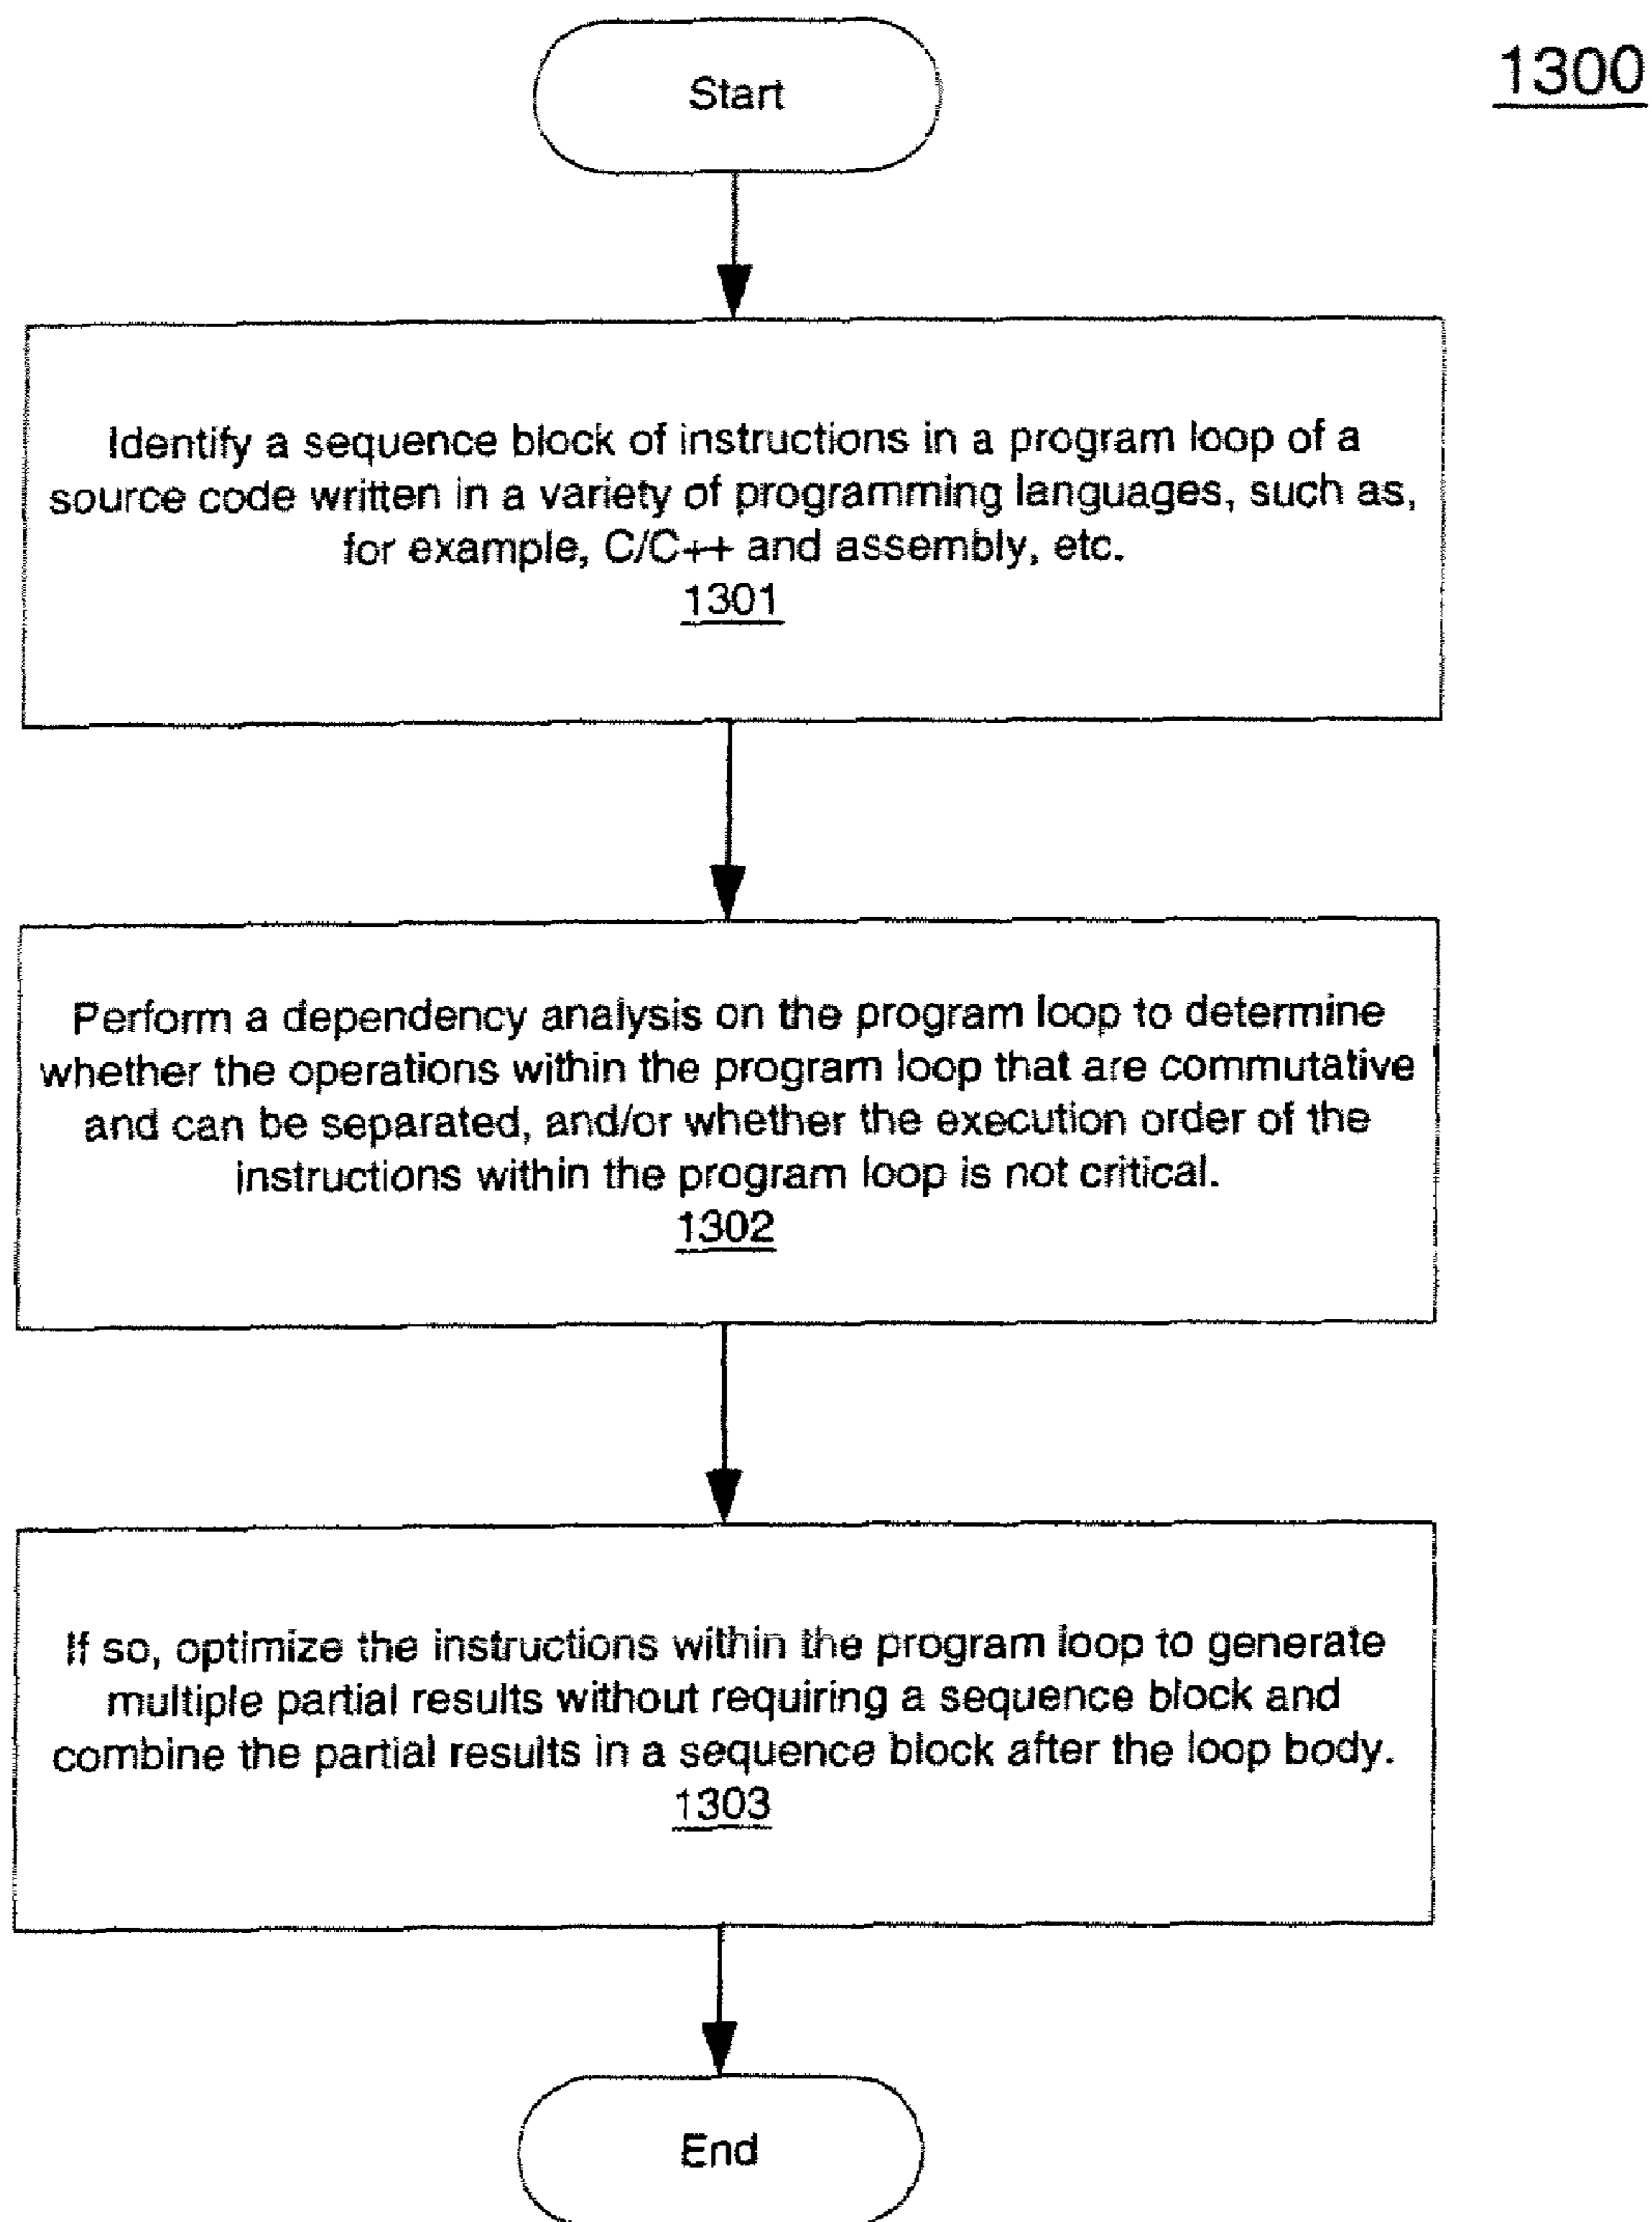 1300
Start
Identify a sequence block of instructions in a program loop of a
source code written in a variety of programming languages, such as,
for example, C/C++ and assembly, etc.
1301
Perform a dependency analysis on the program loop to determine
whether the operations within the program loop that are commutative
and can be separated, and/or whether the execution order of the
instructions within the program loop is not critical.
1302
If so, optimize the instructions within the program loop to generate
multiple partial results without requiring a sequence block and
combine the partial results in a sequence block after the loop body.
1303
End